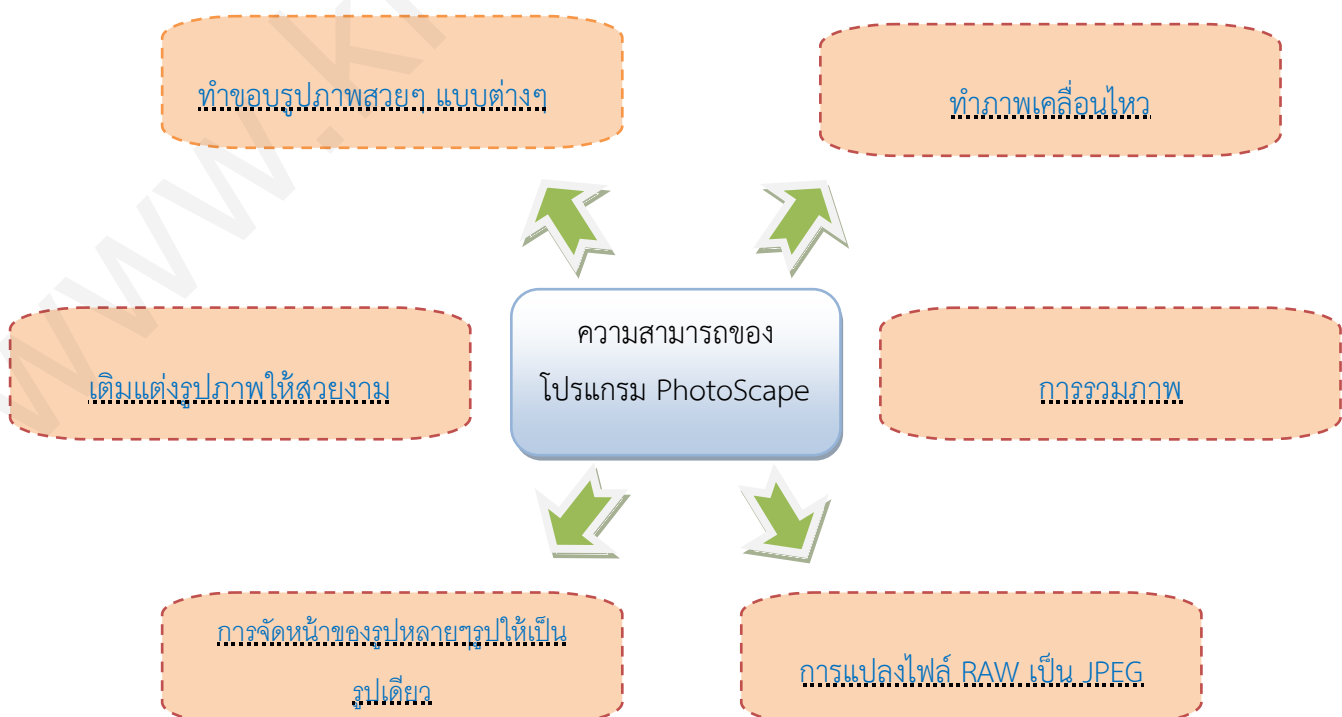 ทำขอบรูปภาพสวยๆ แบบต่างๆ
ทำภาพเคลื่อนไหว
ความสามารถของ
โปรแกรม PhotoScape
เติมแต่งรูปภาพให้สวยงาม
การรวมภาพ
การจัดหน้าของรูปหลายๆรูปให้เป็น
รูปเดียว
การแปลงไฟล์ RAW เป็น JPEG